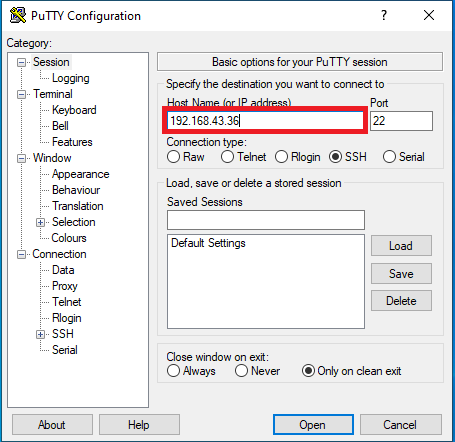 PuTTY Configuration
?
Category:
Session
Logging
Terminal
Keyboard
Bell
Features
Window
Appearance
Behaviour
Translation
Selection
Colours
Connection
Data
Proxy
Telnet
Rlogin
SSH
Serial
Basic options for your PuTTY session
Specify the destination you want to connect to
Host Name (or IP address) Port
192.168.43.36 22
Connection type:
Raw Telnet Rlogin SSH Serial
Load, save or delete a stored session
Saved Sessions
Default Settings
Load
Save
Delete
Close window on exit:
Always Never Only on clean exit
About Help Open Cancel